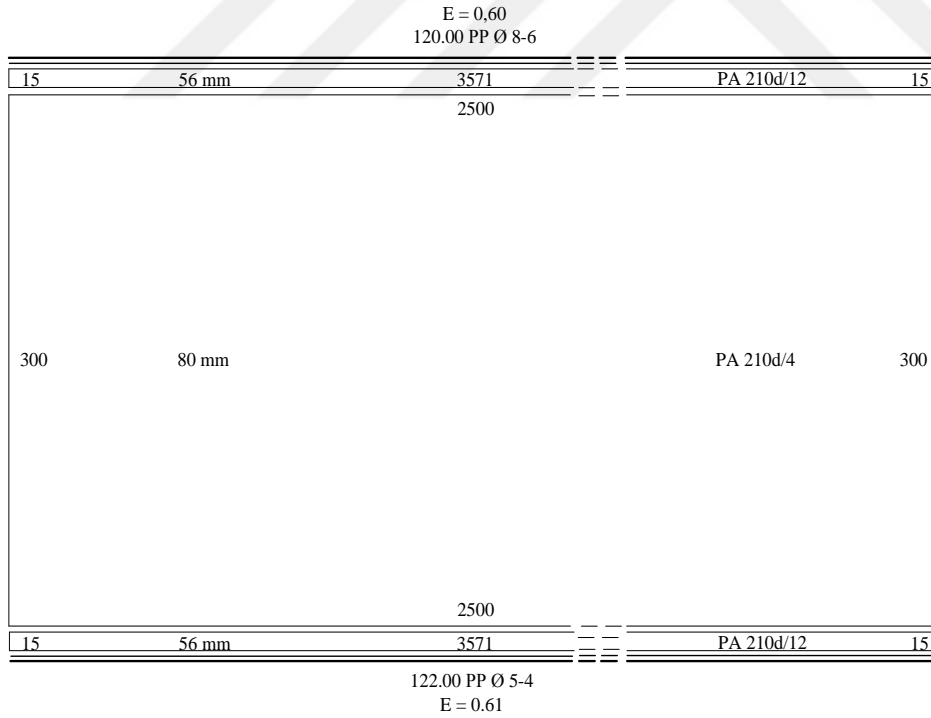 E = 0,60
120.00 PP Ø 8-6
15 56 mm 3571 PA 210d/12 15
2500
300 80 mm PA 210d/4 300
2500
15 56 mm 3571 PA 210d/12 15
122.00 PP Ø 5-4
E = 0.61